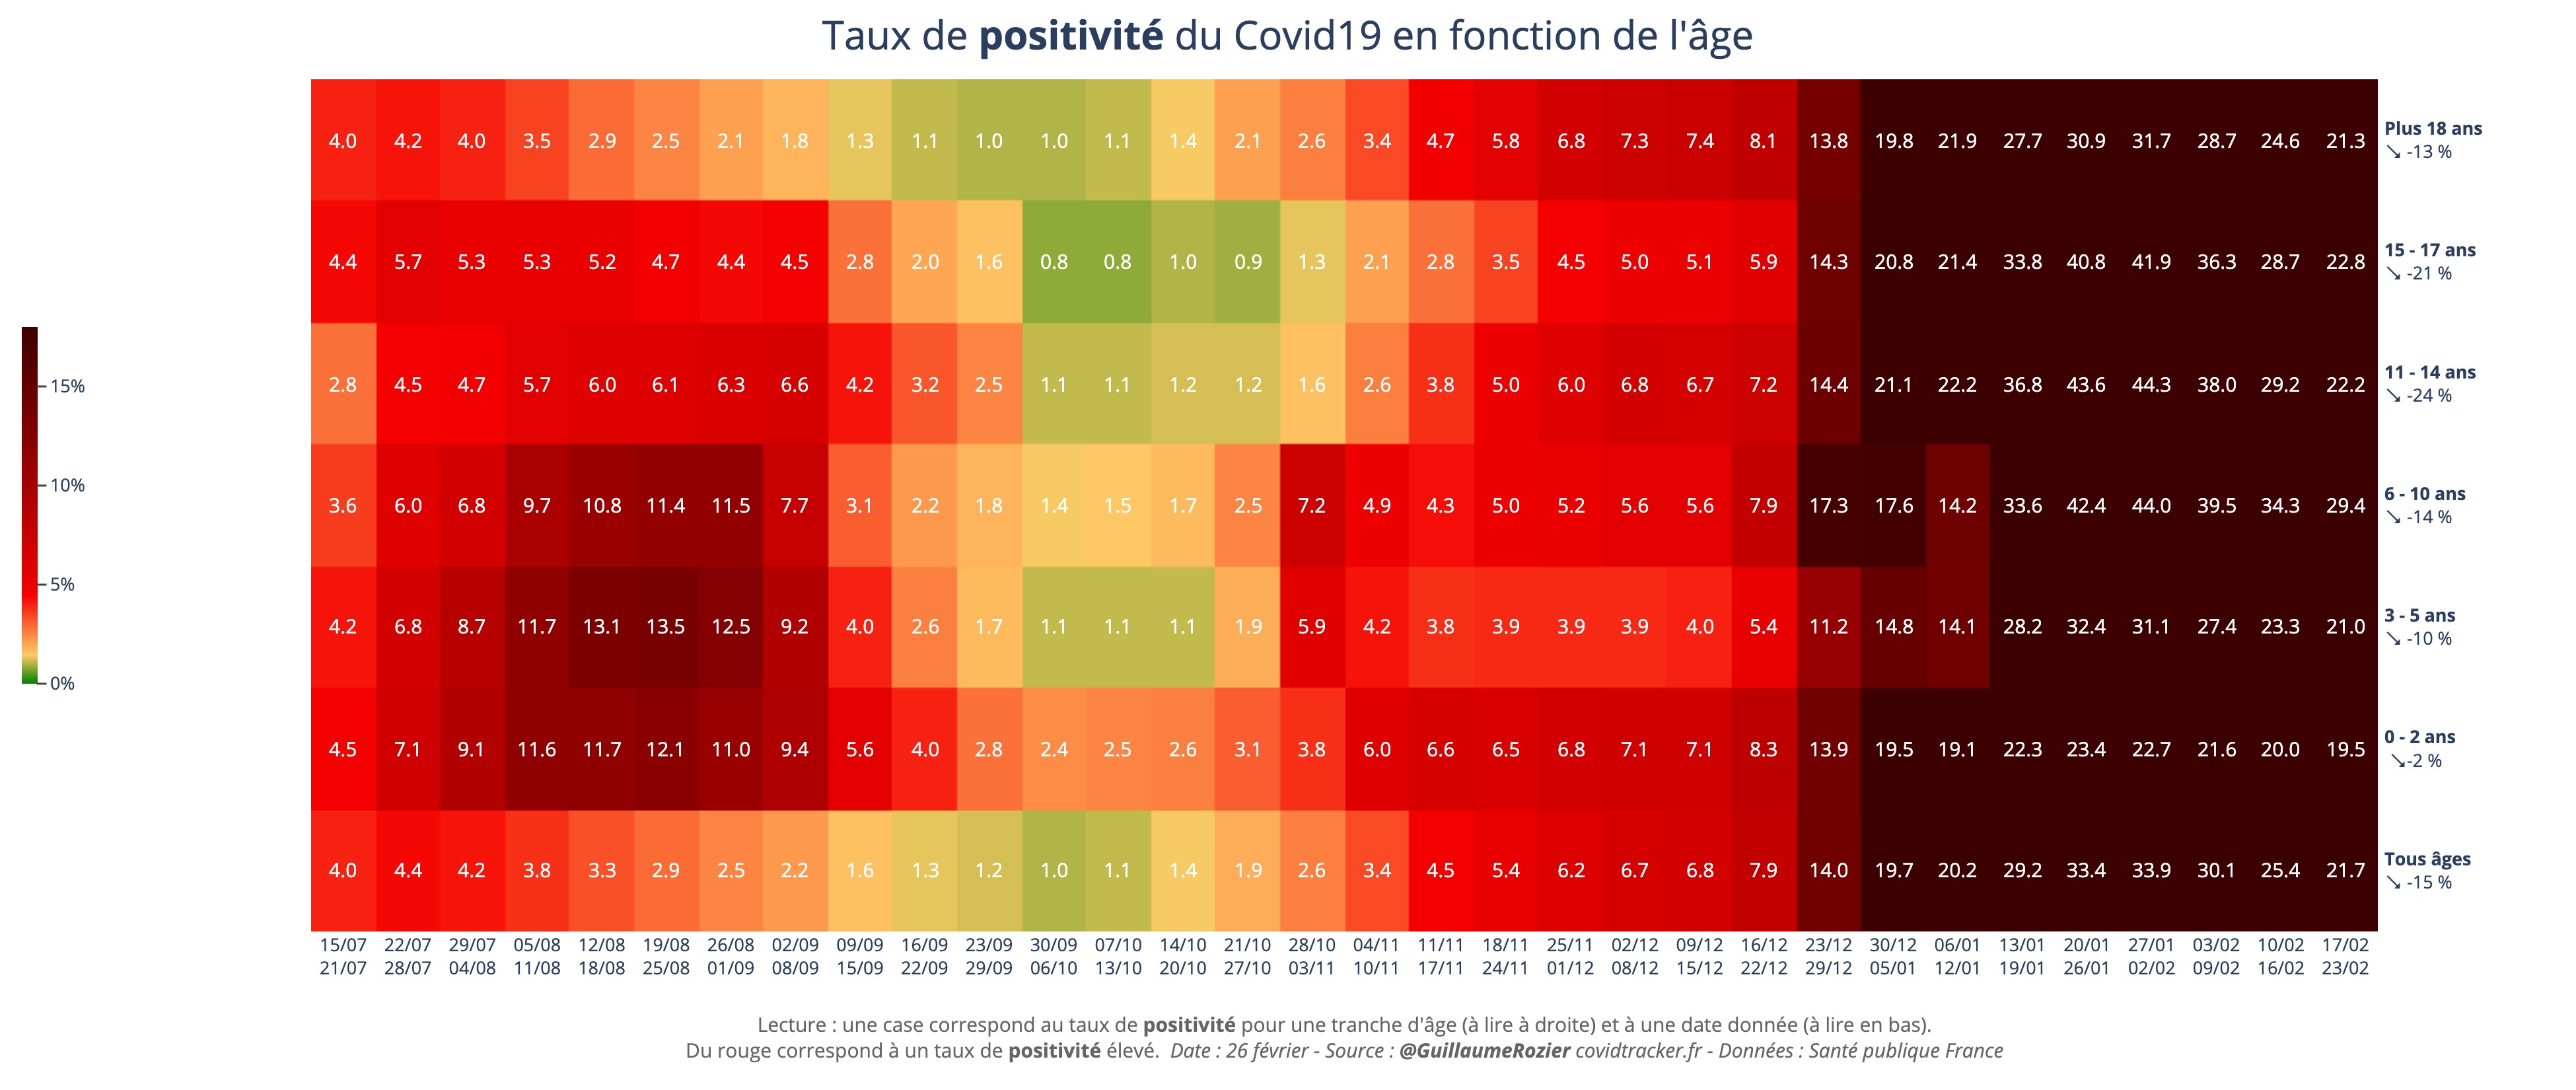 Taux de positivité du Covid19 en fonction de l'âge
4.0 4.2 4.0 3.5 2.9 2.5 2.1 1.8 1.3 1.1 1.0 1.0 1.1 1.4 2.1 2.6 3.4 4.7 5.8 6.8 7.3 7.4 8.1 13.8 19.8 21.9 27.7 30.9 31.7 28.7 24.6 21.3 Plus 18 ans
↘ -13 %
4.4 5.7 5.3 5.3 5.2 4.7 4.4 4.5 2.8 2.0 1.6 0.8 0.8 1.0 0.9 1.3 2.1 2.8 3.5 4.5 5.0 5.1 5.9 14.3 20.8 21.4 33.8 40.8 41.9 36.3 28.7 22.8 15 - 17 ans
↘ -21 %
2.8 4.5 4.7 5.7 6.0 6.1 6.3 6.6 4.2 3.2 2.5 1.1 1.1 1.2 1.2 1.6 2.6 3.8 5.0 6.0 6.8 6.7 7.2 14.4 21.1 22.2 36.8 43.6 44.3 38.0 29.2 22.2 11 - 14 ans
↘ -24 %
3.6 6.0 6.8 9.7 10.8 11.4 11.5 7.7 3.1 2.2 1.8 1.4 1.5 1.7 2.5 7.2 4.9 4.3 5.0 5.2 5.6 5.6 7.9 17.3 17.6 14.2 33.6 42.4 44.0 39.5 34.3 29.4 6 - 10 ans
↘ -14 %
4.2 6.8 8.7 11.7 13.1 13.5 12.5 9.2 4.0 2.6 1.7 1.1 1.1 1.1 1.9 5.9 4.2 3.8 3.9 3.9 3.9 4.0 5.4 11.2 14.8 14.1 28.2 32.4 31.1 27.4 23.3 21.0 3 - 5 ans
↘ -10 %
4.5 7.1 9.1 11.6 11.7 12.1 11.0 9.4 5.6 4.0 2.8 2.4 2.5 2.6 3.1 3.8 6.0 6.6 6.5 6.8 7.1 7.1 8.3 13.9 19.5 19.1 22.3 23.4 22.7 21.6 20.0 19.5 0 - 2 ans
↘-2 %
4.0 4.4 4.2 3.8 3.3 2.9 2.5 2.2 1.6 1.3 1.2 1.0 1.1 1.4 1.9 2.6 3.4 4.5 5.4 6.2 6.7 6.8 7.9 14.0 19.7 20.2 29.2 33.4 33.9 30.1 25.4 21.7 Tous âges
↘ -15 %
15%
10%
5%
0%
15/07 22/07 29/07 05/08 12/08 19/08 26/08 02/09 09/09 16/09 23/09 30/09 07/10 14/10 21/10 28/10 04/11 11/11 18/11 25/11 02/12 09/12 16/12 23/12 30/12 06/01 13/01 20/01 27/01 03/02 10/02 17/02
21/07 28/07 04/08 11/08 18/08 25/08 01/09 08/09 15/09 22/09 29/09 06/10 13/10 20/10 27/10 03/11 10/11 17/11 24/11 01/12 08/12 15/12 22/12 29/12 05/01 12/01 19/01 26/01 02/02 09/02 16/02 23/02
Lecture : une case correspond au taux de positivité pour une tranche d'âge (à lire à droite) et à une date donnée (à lire en bas).
Du rouge correspond à un taux de positivité élevé. Date : 26 février - Source : @GuillaumeRozier covidtracker.fr - Données : Santé publique France